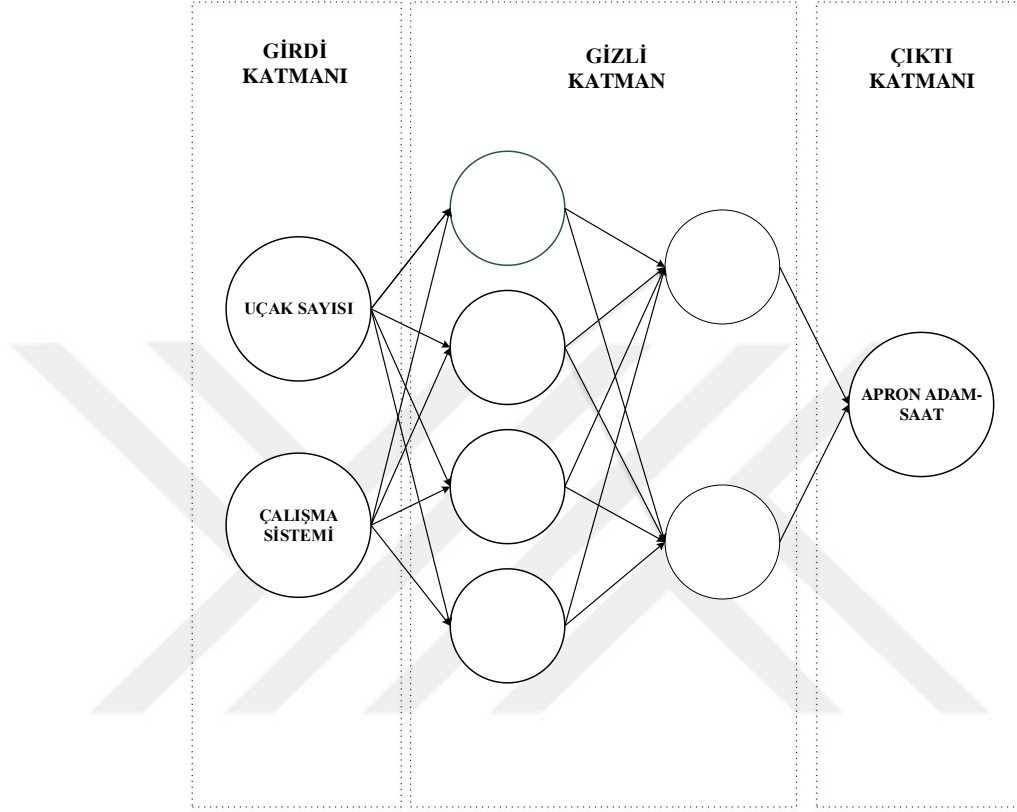 GİRDİ
KATMANI
GİZLİ
KATMAN
ÇIKTI
KATMANI
UÇAK SAYISI
ÇALIŞMA
SİSTEMİ
APRON ADAM-
SAAT